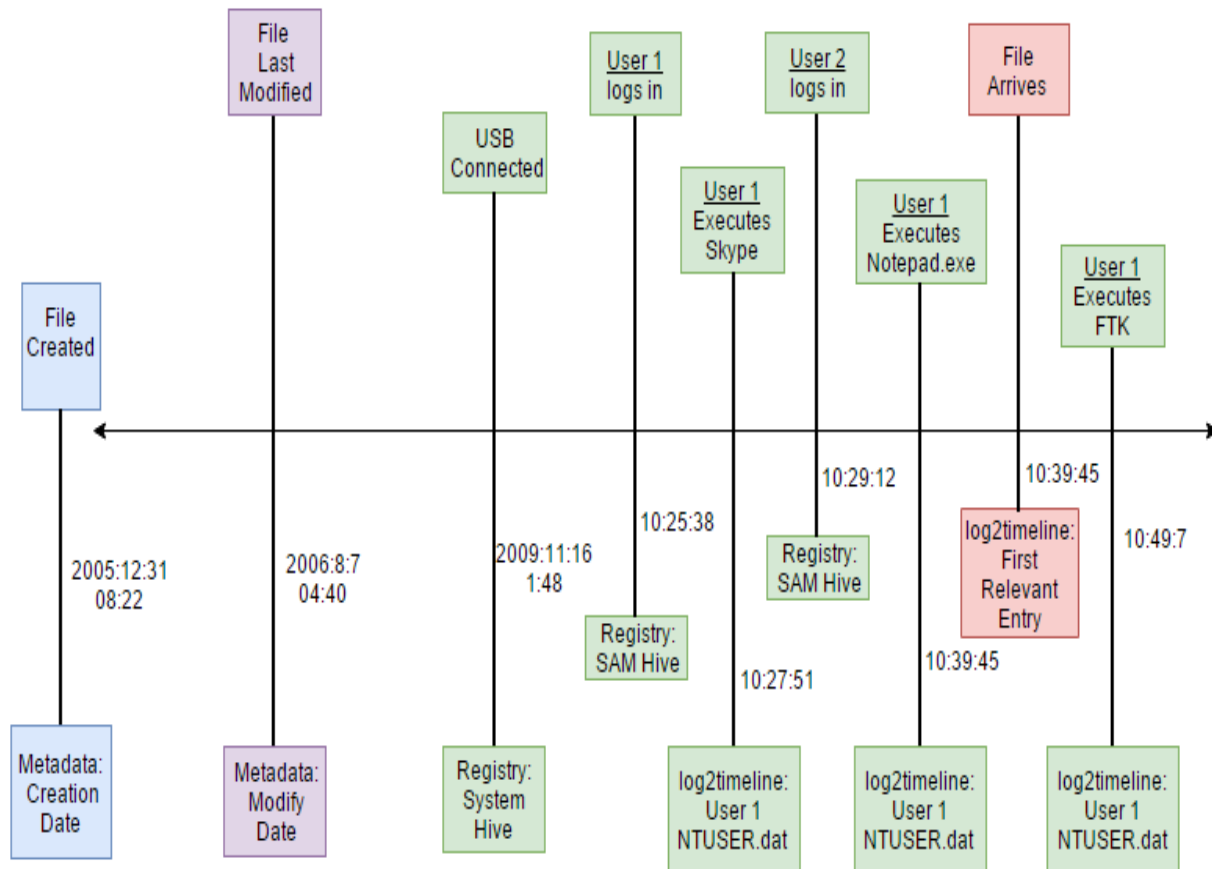 File
Last
Modified
User 1
logs in
User 2
logs in
File
Arrives
USB
Connected
User 1
Executes
Skype
User 1
Executes
Notepad.exe
User 1
Executes
FTK
File
Created
2005:12:31
08:22
2006:8:7
04:40
2009:11:16
1:48
10:25:38
10:27:51
10:29:12
10:39:45
10:39:45
10:49:7
Metadata:
Creation
Date
Metadata:
Modify
Date
Registry:
System
Hive
Registry:
SAM Hive
log2timeline:
User 1
NTUSER.dat
Registry:
SAM Hive
log2timeline:
User 1
NTUSER.dat
log2timeline:
First
Relevant
Entry
log2timeline:
User 1
NTUSER.dat